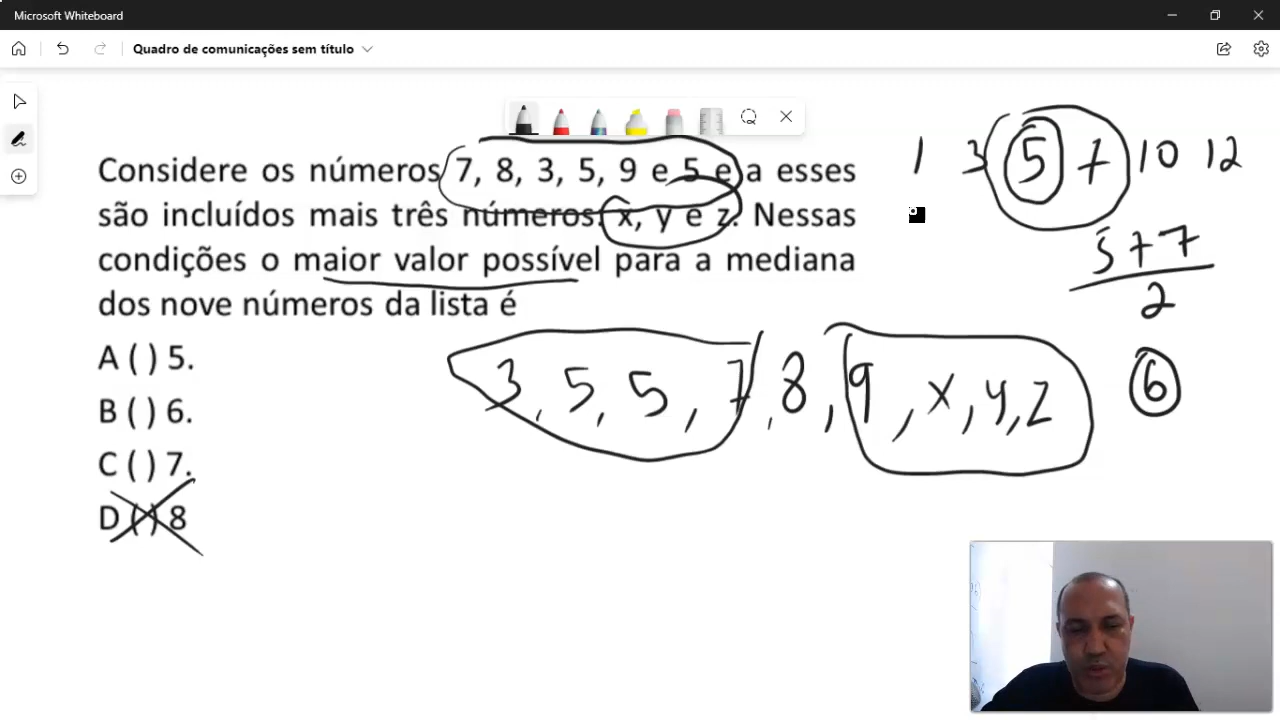 Microsoft Whiteboard
Quadro de comunicações sem título
Considere os números 7, 8, 3, 5, 9 e 5 e a esses
são incluídos mais três números x, y e z. Nessas
condições o maior valor possível para a mediana
dos nove números da lista é
A ( ) 5.
B ( ) 6.
C ( ) 7.
D ( ) 8
1 3 5 7 10 12
5+7
2
6
3, 5, 5, 7, 8, 9, x, y, z